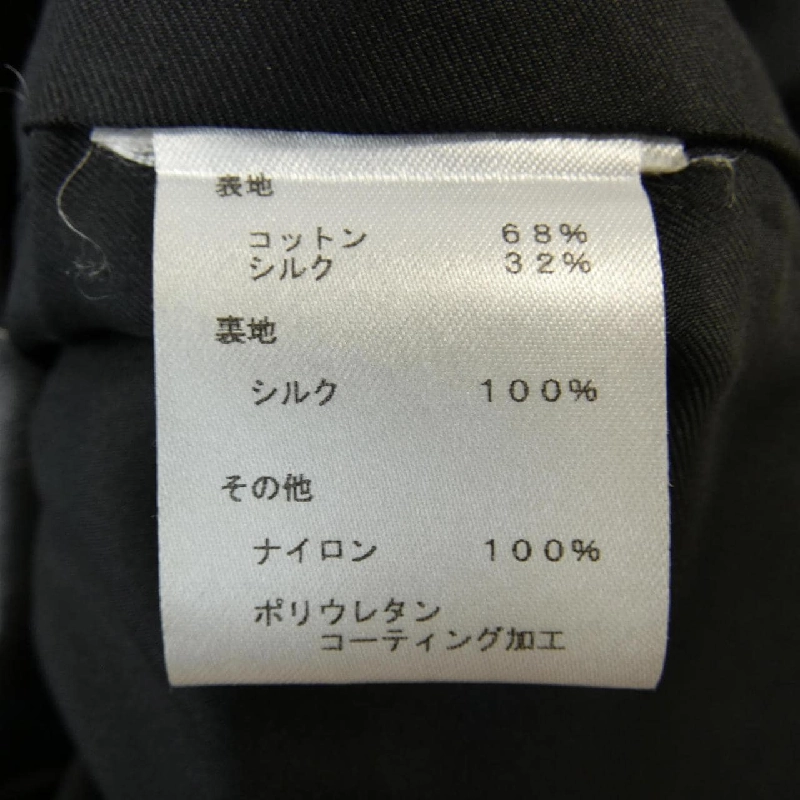 表地
コットン 68%
シルク 32%
裏地
シルク 100%
その他
ナイロン 100%
ポリウレタン
コーティング加工